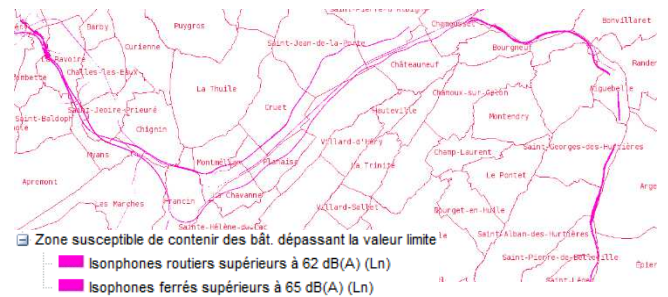 Saint-Pierre-d'Albigny
Bonvillaret
Barby
Puygros
Chamousset
Curienne
Saint-Jean-de-la-Porte
Bourgneuf
La Ravoire
Châteauneuf
Challes-les-Eaux
Aiguebelle
La Thuile
Chamoux-sur-Gelon
Saint-Jeoire-Prieuré
Cruet
Hauteville
Montendry
Saint-Baldoph
Chignin
Villard-d'Héry
Saint-Georges-des-Hurtières
Champ-Laurent
Myans
Montmélian
Planaise
La Trinité
Le Pontet
Apremont
La Chavanne
Les Marches
Francin
Villard-Sallet
Bourget-en-Huile
Sainte-Hélène-du-Lac
Saint-Alban-des-Hurtières
Zone susceptible de contenir des bât. dépassant la valeur limite
Saint-Pierre-de-Belleville
Isonphones routiers supérieurs à 62 dB(A) (Ln)
Isophones ferrés supérieurs à 65 dB(A) (Ln)